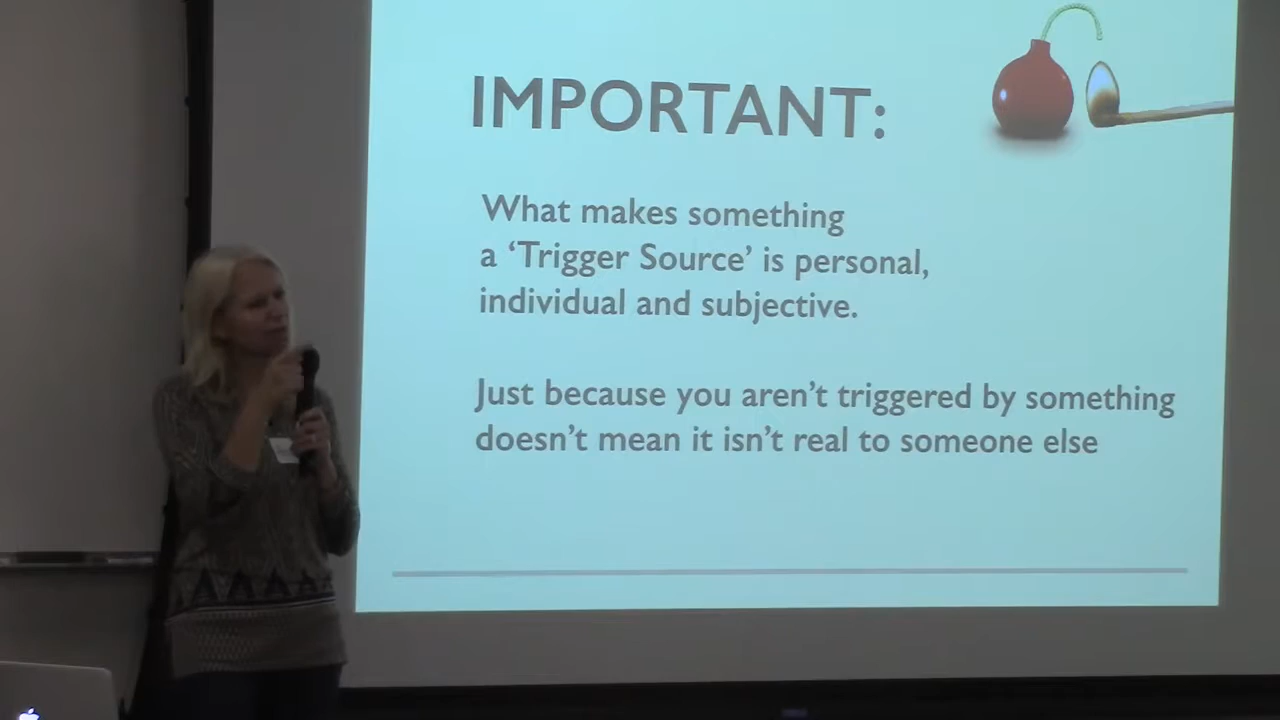 IMPORTANT:
What makes something
a ‘Trigger Source’ is personal,
individual and subjective.
Just because you aren’t triggered by something
doesn’t mean it isn’t real to someone else